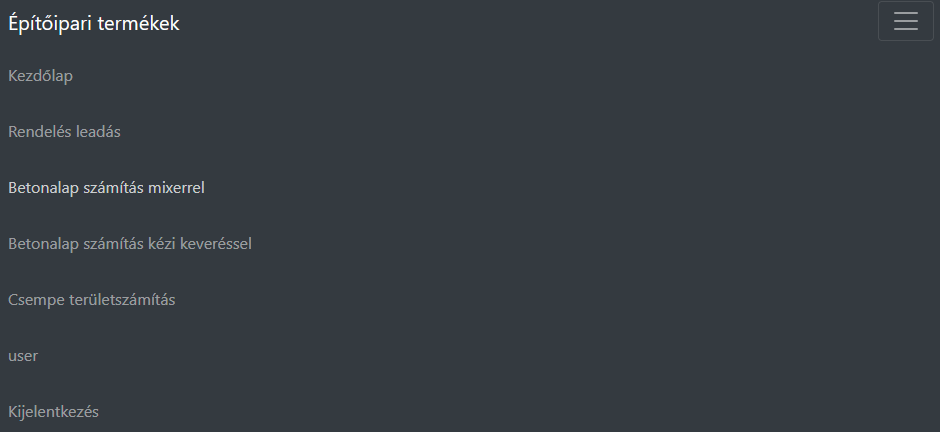 Építőipari termékek
Kezdőlap
Rendelés leadás
Betonalap számítás mixerrel
Betonalap számítás kézi keveréssel
Csempe területszámítás
user
Kijelentkezés